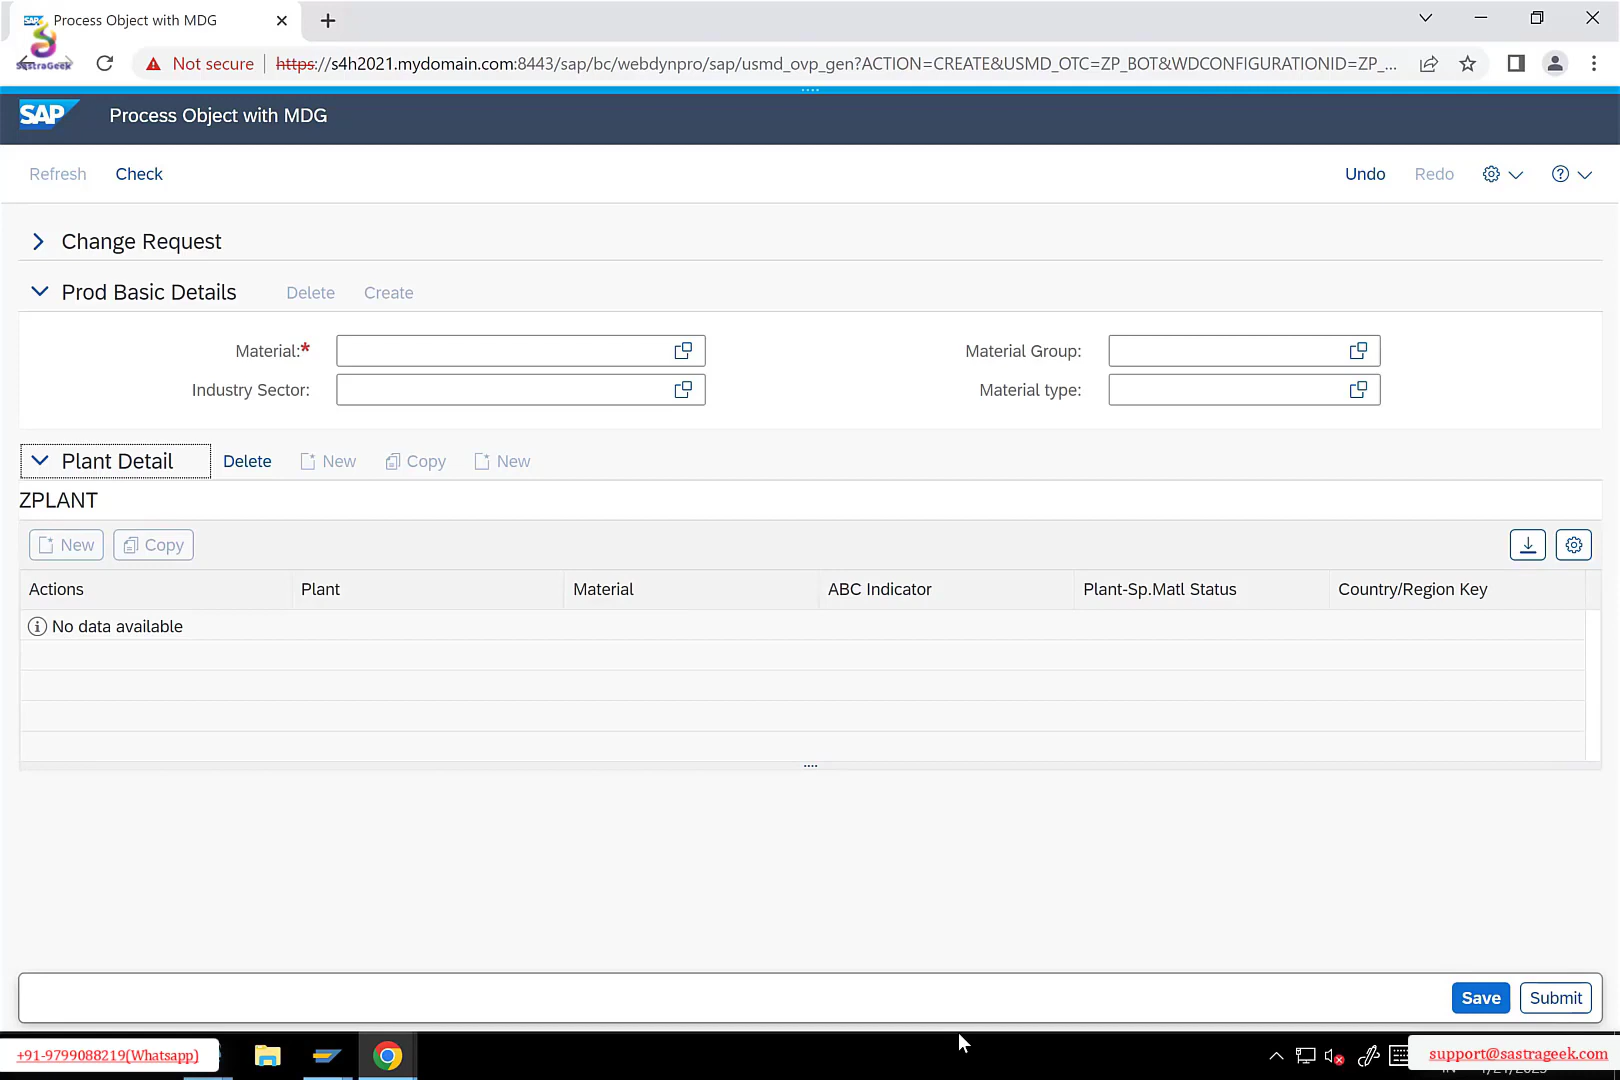 SAP Process Object with MDG
SastraGeek
Not secure https://s4h2021.mydomain.com:8443/sap/bc/webdynpro/sap/usmd_ovp_gen?ACTION=CREATE&USMD_OTC=ZP_BOT&WDCONFIGURATIONID=ZP_...
SAP Process Object with MDG
Refresh Check Undo Redo
Change Request
Prod Basic Details Delete Create
Material:* Material Group:
Industry Sector: Material type:
Plant Detail Delete New Copy New
ZPLANT
New Copy
Actions Plant Material ABC Indicator Plant-Sp.Matl Status Country/Region Key
No data available
Save Submit
+91-9799088219(Whatsapp) support@sastrageek.com